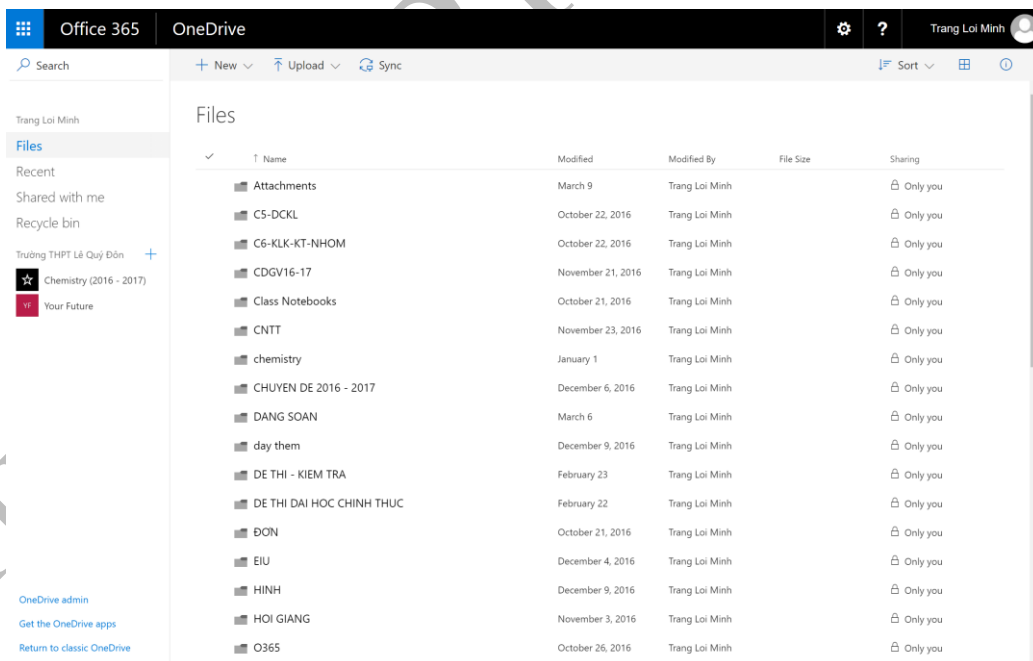 Office 365 OneDrive ? Trang Loi Minh
Search + New Upload Sync Sort
Trang Loi Minh
Files
Recent
Shared with me
Recycle bin
Trường THPT Lê Quý Đôn +
Chemistry (2016 - 2017)
YF Your Future
OneDrive admin
Get the OneDrive apps
Return to classic OneDrive
Files
Name Modified Modified By File Size Sharing
Attachments March 9 Trang Loi Minh Only you
C5-DCKL October 22, 2016 Trang Loi Minh Only you
C6-KLK-KT-NHOM October 22, 2016 Trang Loi Minh Only you
CDGV16-17 November 21, 2016 Trang Loi Minh Only you
Class Notebooks October 21, 2016 Trang Loi Minh Only you
CNTT November 23, 2016 Trang Loi Minh Only you
chemistry January 1 Trang Loi Minh Only you
CHUYEN DE 2016 - 2017 December 6, 2016 Trang Loi Minh Only you
DANG SOAN March 6 Trang Loi Minh Only you
day them December 9, 2016 Trang Loi Minh Only you
DE THI - KIEM TRA February 23 Trang Loi Minh Only you
DE THI DAI HOC CHINH THUC February 22 Trang Loi Minh Only you
ĐƠN October 21, 2016 Trang Loi Minh Only you
EIU December 4, 2016 Trang Loi Minh Only you
HINH December 9, 2016 Trang Loi Minh Only you
HOI GIANG November 3, 2016 Trang Loi Minh Only you
O365 October 26, 2016 Trang Loi Minh Only you